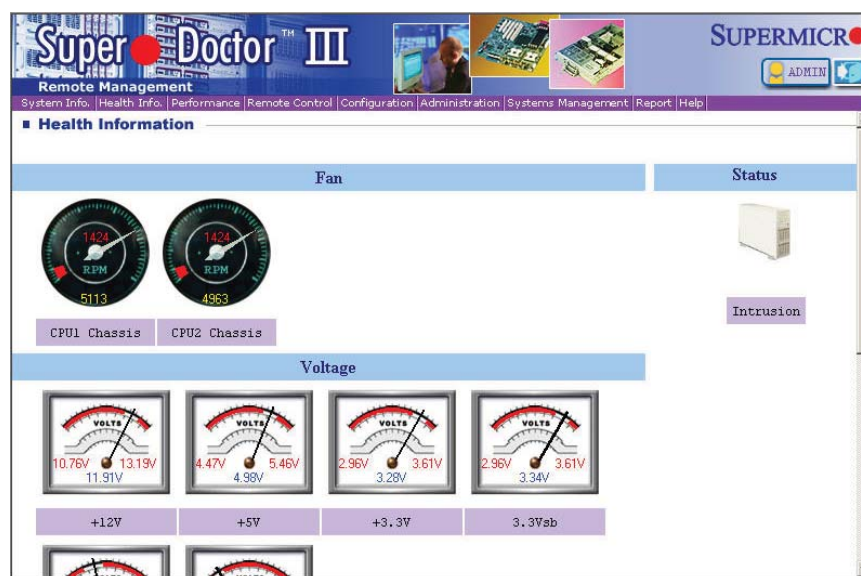 Super Doctor™ III
SUPERMICR
ADMIN
Remote Management
System Info. Health Info. Performance Remote Control Configuration Administration Systems Management Report Help
Health Information
Fan
Status
1424
RPM
5113
1424
RPM
4963
CPU1 Chassis
CPU2 Chassis
Intrusion
Voltage
VOLTS
10.76V 13.19V
11.91V
VOLTS
4.47V 5.46V
4.98V
VOLTS
2.96V 3.61V
3.28V
VOLTS
2.96V 3.61V
3.34V
+12V
+5V
+3.3V
3.3Vsb